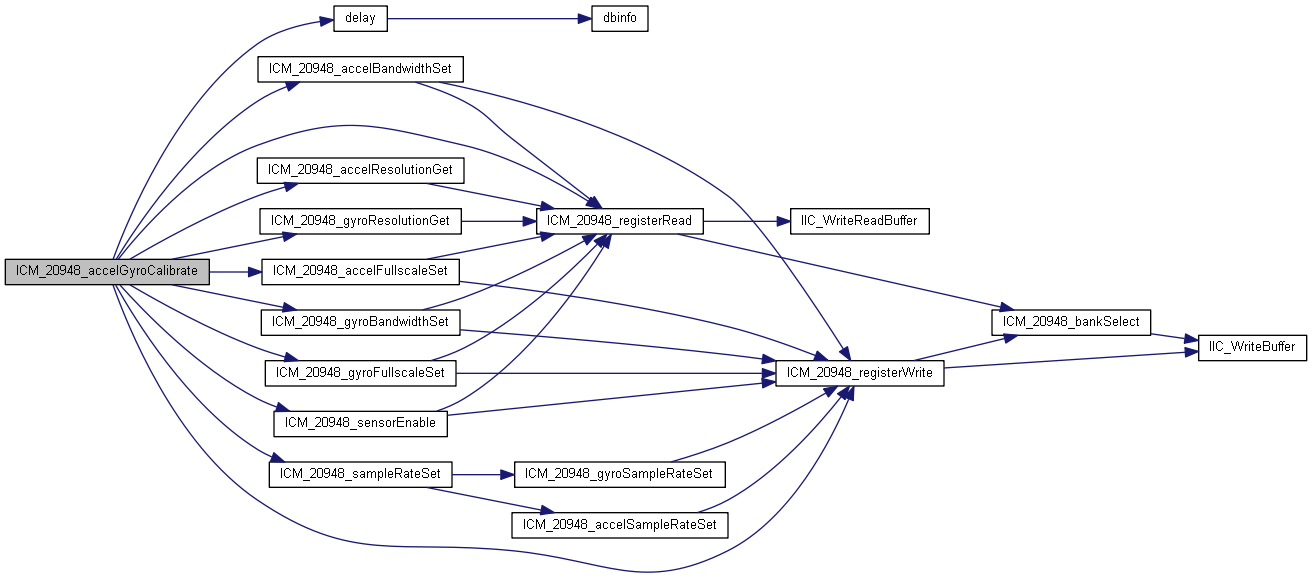 delay
dbinfo
ICM_20948_accelBandwidthSet
ICM_20948_accelResolutionGet
ICM_20948_gyroResolutionGet
ICM_20948_registerRead
IIC_WriteReadBuffer
ICM_20948_accelGyroCalibrate
ICM_20948_accelFullscaleSet
ICM_20948_gyroBandwidthSet
ICM_20948_bankSelect
IIC_WriteBuffer
ICM_20948_gyroFullscaleSet
ICM_20948_registerWrite
ICM_20948_sensorEnable
ICM_20948_sampleRateSet
ICM_20948_gyroSampleRateSet
ICM_20948_accelSampleRateSet